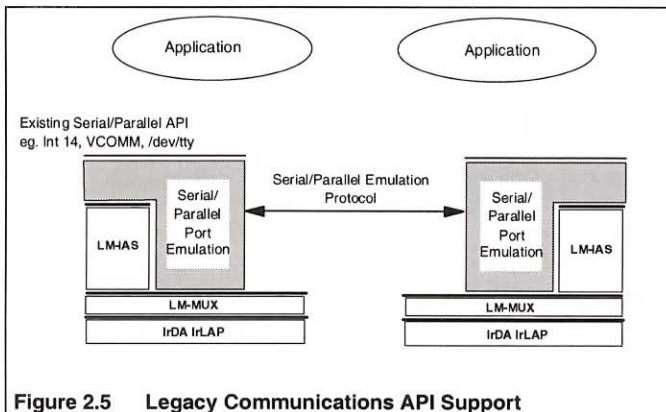 Application
Application
Existing Serial/Parallel API
eg. Int 14, VCOMM, /dev/tty
Serial/Parallel Emulation
Protocol
Serial/
Parallel
Port
Emulation
LM-IAS
LM-MUX
IrDA IrLAP
Serial/
Parallel
Port
Emulation
LM-IAS
LM-MUX
IrDA IrLAP
Figure 2.5 Legacy Communications API Support